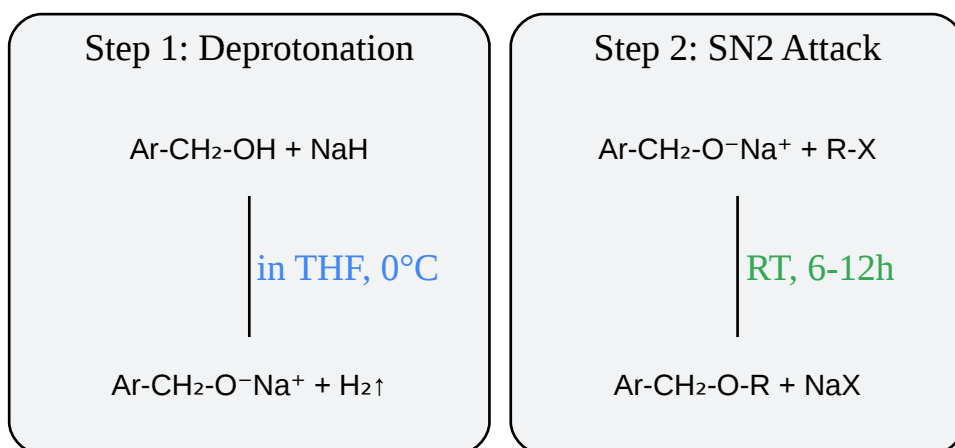 Step 1: Deprotonation
Ar-CH₂-OH + NaH
in THF, 0°C
Ar-CH₂-O⁻Na⁺ + H₂↑
Step 2: SN2 Attack
Ar-CH₂-O⁻Na⁺ + R-X
RT, 6-12h
Ar-CH₂-O-R + NaX